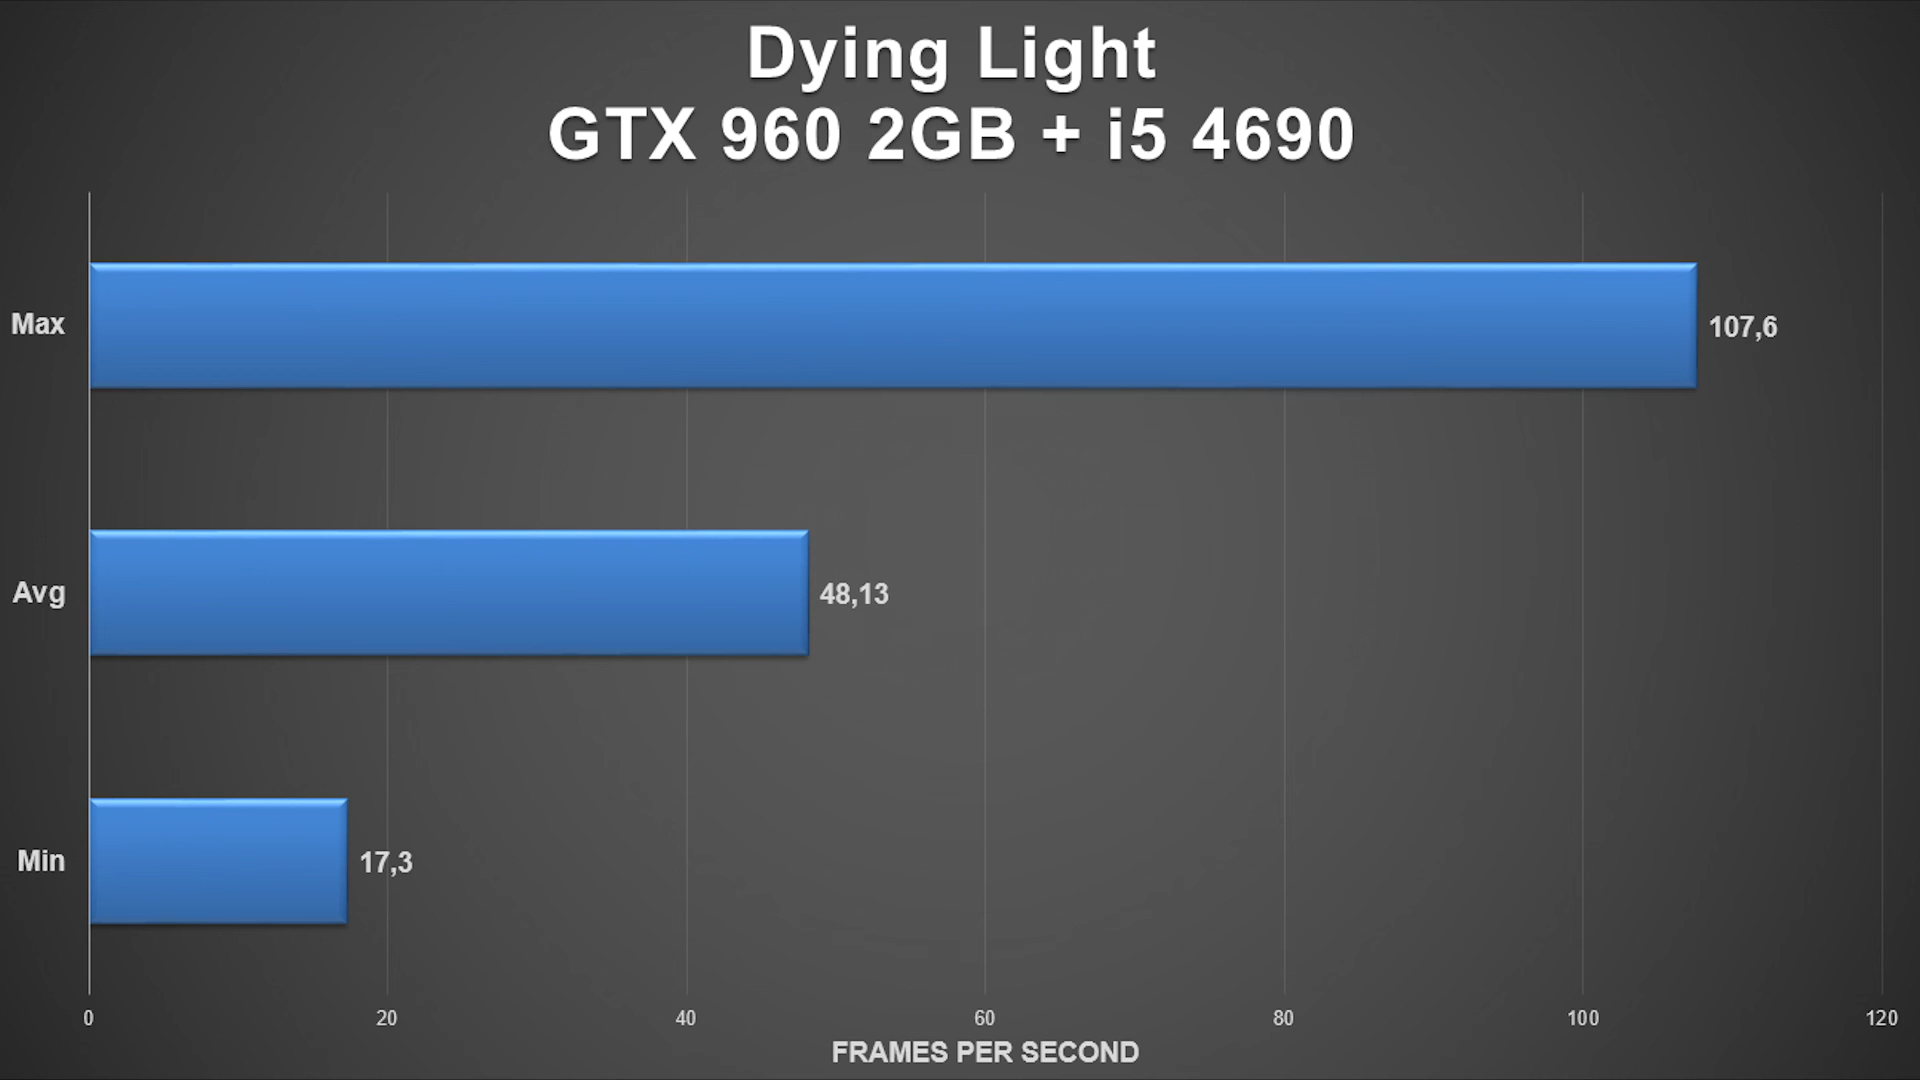 Dying Light
GTX 960 2GB + i5 4690
Max
107,6
Avg
48,13
Min
17,3
0 20 40 60 80 100 120
FRAMES PER SECOND